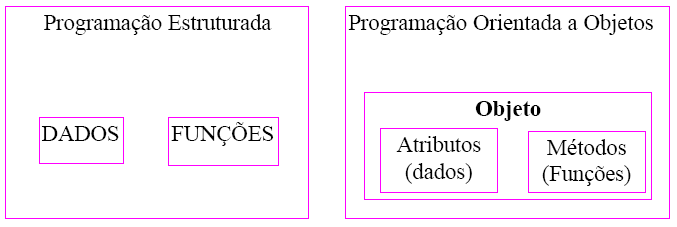 Programação Estruturada
DADOS
FUNÇÕES
Programação Orientada a Objetos
Objeto
Atributos
(dados)
Métodos
(Funções)